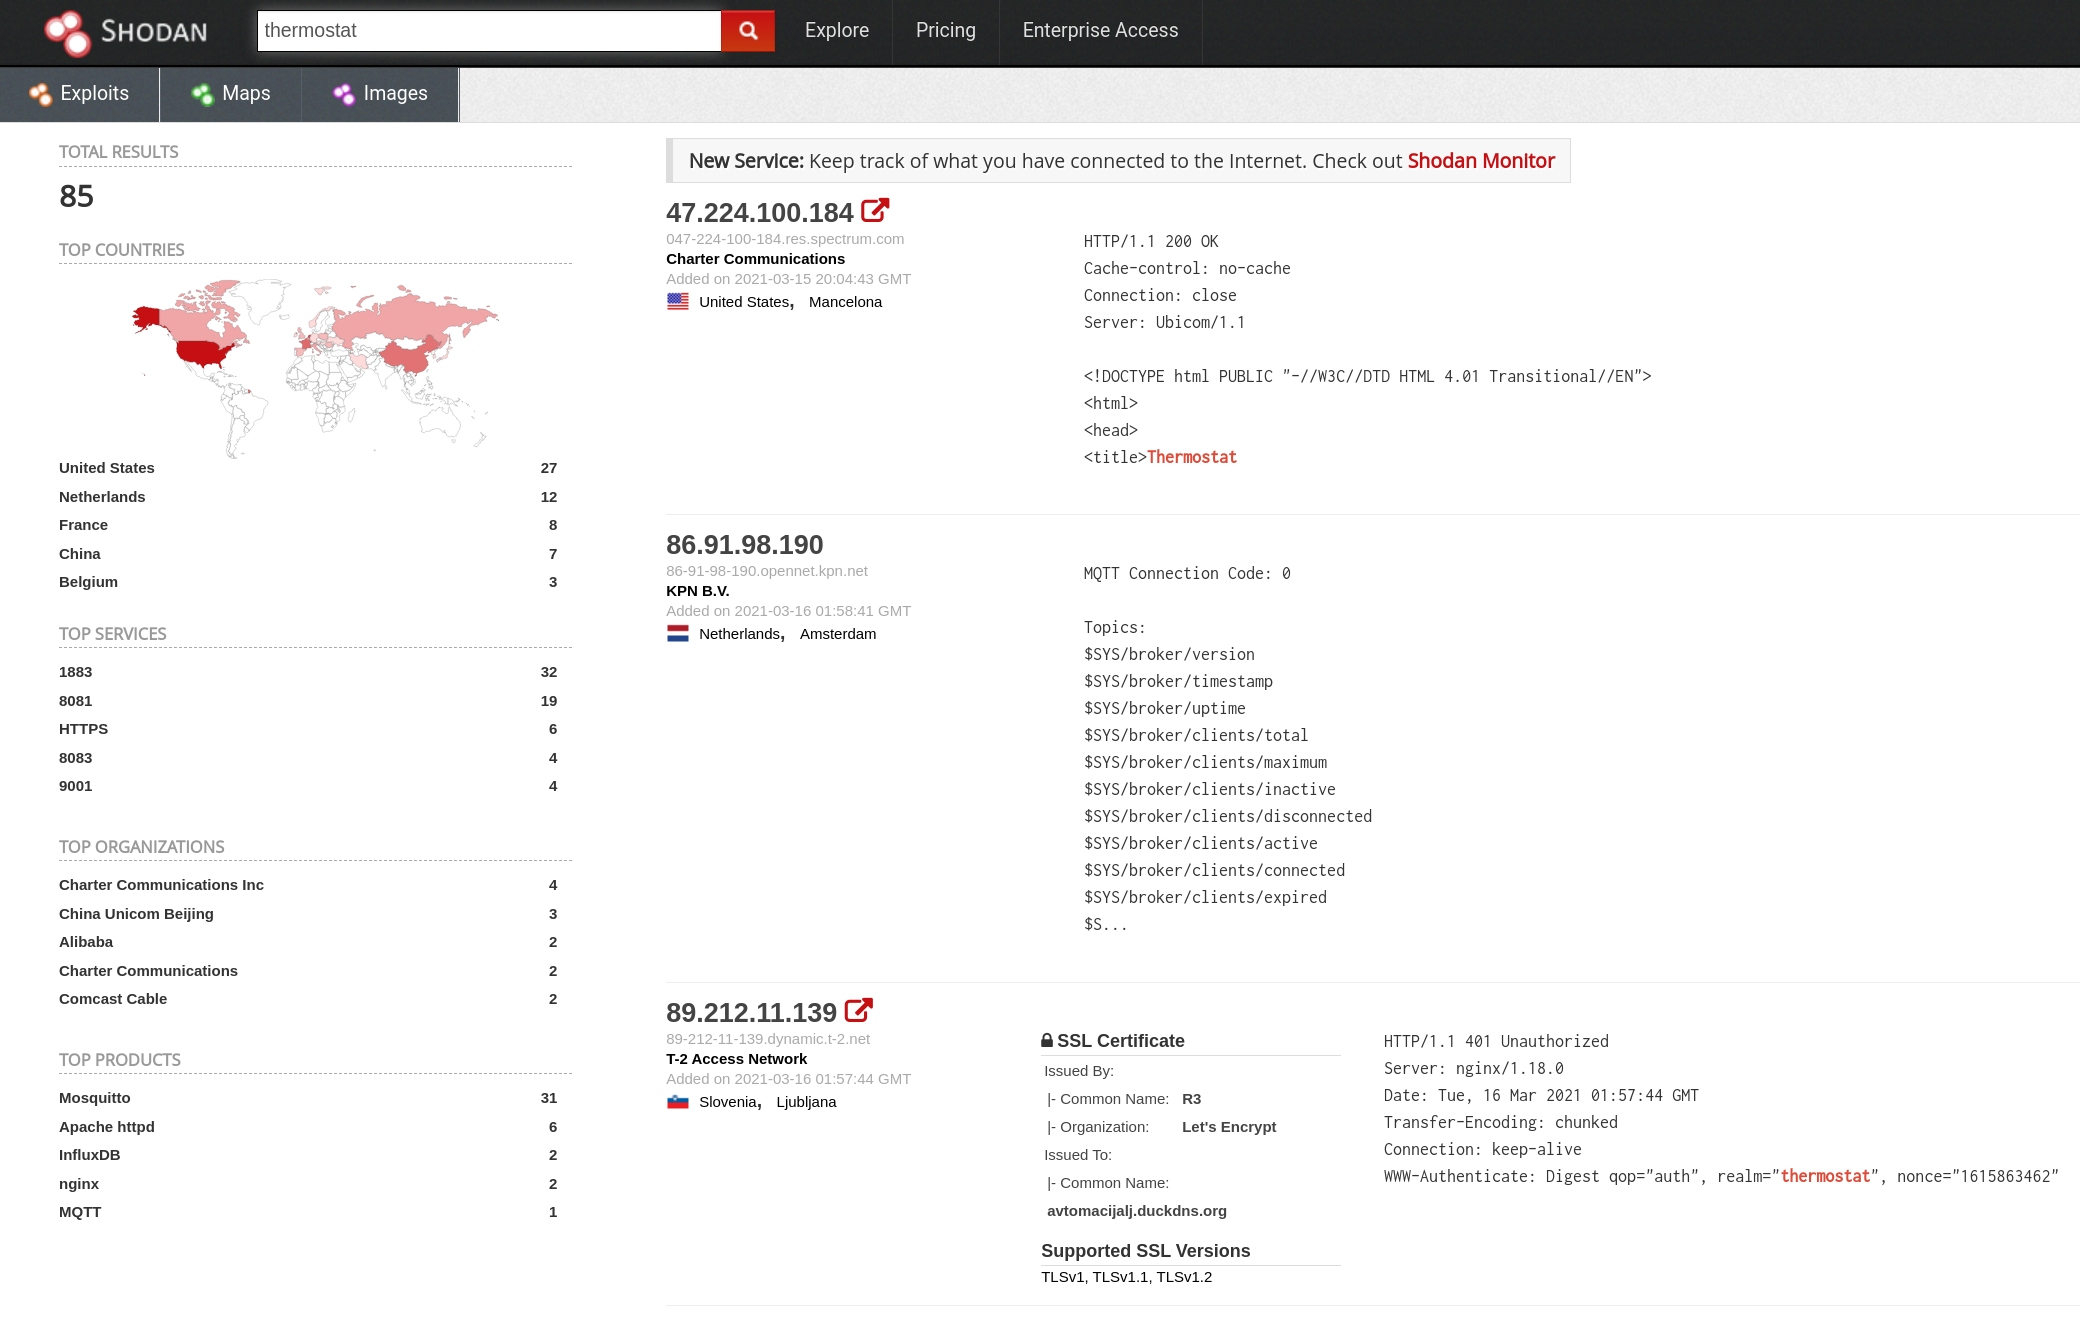 SHODAN thermostat Explore Pricing Enterprise Access
Exploits Maps Images
TOTAL RESULTS
85
TOP COUNTRIES
United States 27
Netherlands 12
France 8
China 7
Belgium 3
TOP SERVICES
1883 32
8081 19
HTTPS 6
8083 4
9001 4
TOP ORGANIZATIONS
Charter Communications Inc 4
China Unicom Beijing 3
Alibaba 2
Charter Communications 2
Comcast Cable 2
TOP PRODUCTS
Mosquitto 31
Apache httpd 6
InfluxDB 2
nginx 2
MQTT 1
New Service: Keep track of what you have connected to the Internet. Check out Shodan Monitor
47.224.100.184
047-224-100-184.res.spectrum.com
Charter Communications
Added on 2021-03-15 20:04:43 GMT
United States, Mancelona
HTTP/1.1 200 OK
Cache-control: no-cache
Connection: close
Server: Ubicom/1.1
<!DOCTYPE html PUBLIC "-//W3C//DTD HTML 4.01 Transitional//EN">
<html>
<head>
<title>Thermostat
86.91.98.190
86-91-98-190.opennet.kpn.net
KPN B.V.
Added on 2021-03-16 01:58:41 GMT
Netherlands, Amsterdam
MQTT Connection Code: 0
Topics:
$SYS/broker/version
$SYS/broker/timestamp
$SYS/broker/uptime
$SYS/broker/clients/total
$SYS/broker/clients/maximum
$SYS/broker/clients/inactive
$SYS/broker/clients/disconnected
$SYS/broker/clients/active
$SYS/broker/clients/connected
$SYS/broker/clients/expired
$S...
89.212.11.139
89-212-11-139.dynamic.t-2.net
T-2 Access Network
Added on 2021-03-16 01:57:44 GMT
Slovenia, Ljubljana
SSL Certificate
Issued By:
|- Common Name: R3
|- Organization: Let's Encrypt
Issued To:
|- Common Name:
avtomacijalj.duckdns.org
Supported SSL Versions
TLSv1, TLSv1.1, TLSv1.2
HTTP/1.1 401 Unauthorized
Server: nginx/1.18.0
Date: Tue, 16 Mar 2021 01:57:44 GMT
Transfer-Encoding: chunked
Connection: keep-alive
WWW-Authenticate: Digest qop="auth", realm="thermostat", nonce="1615863462"